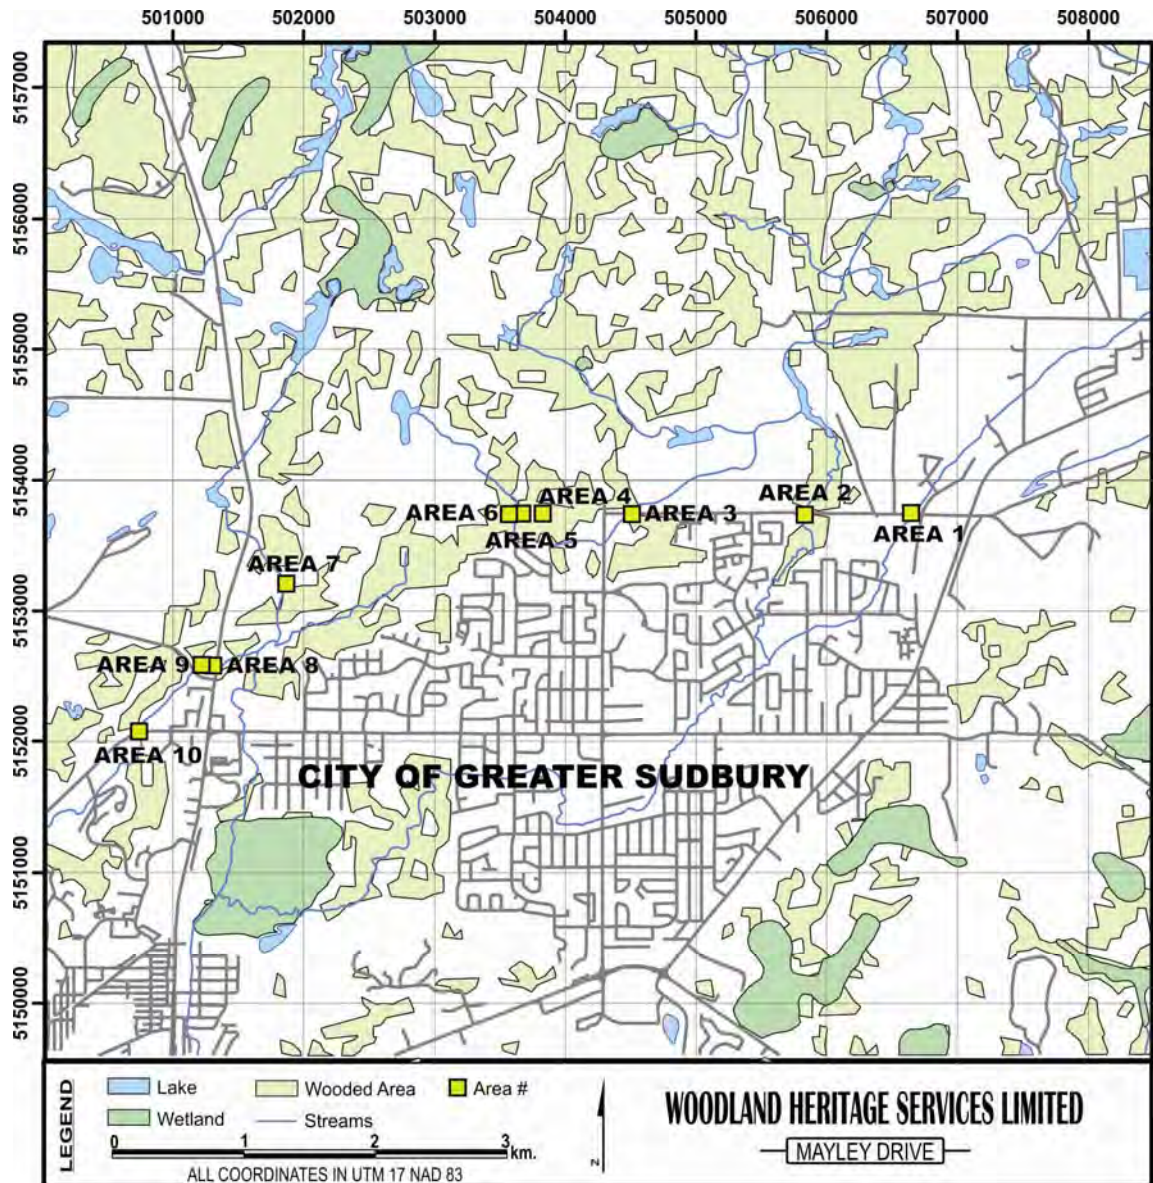 501000 502000 503000 504000 505000 506000 507000 508000
5157000
5156000
5155000
5154000
5153000
5152000
5151000
5150000
AREA 4
AREA 2
AREA 6
AREA 3
AREA 5
AREA 1
AREA 7
AREA 9
AREA 8
AREA 10
CITY OF GREATER SUDBURY
LEGEND
Lake
Wooded Area
Area #
Wetland
Streams
0 1 2 3 km.
ALL COORDINATES IN UTM 17 NAD 83
N
WOODLAND HERITAGE SERVICES LIMITED
MAYLEY DRIVE